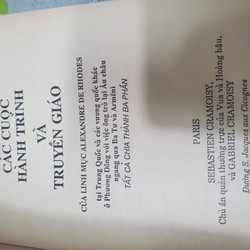 CÁC CUỘC
HÀNH TRÌNH
VÀ
TRUYỀN GIÁO
CỦA LINH MỤC ALEXANDRE DE RHODES
tại Trung Quốc và các vương quốc khác
ở Phương Đông với việc ông trở lại Âu châu
ngang qua Ba Tư và Arméni
TẤT CẢ CHIA THÀNH BA PHẦN
PARIS
SEBASTIEN CRAMOISY,
Chủ ấn quán thường trực của Vua và Hoàng hậu,
và GABRIEL CRAMOISY
Đường S. Jacques aux Cicognes